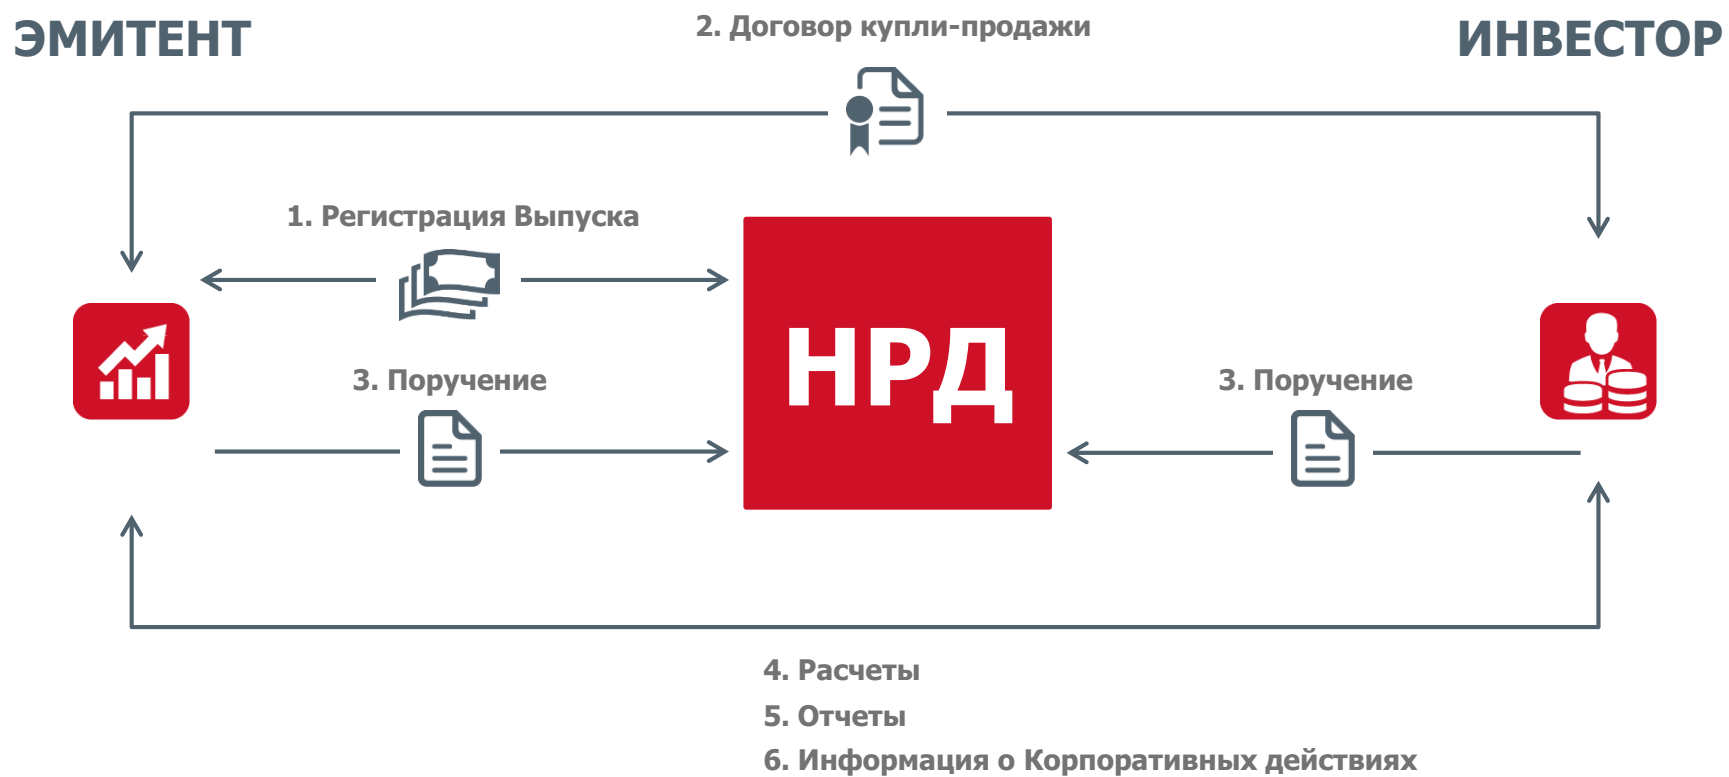 ЭМИТЕНТ
2. Договор купли-продажи
ИНВЕСТОР
1. Регистрация Выпуска
НРД
3. Поручение
3. Поручение
4. Расчеты
5. Отчеты
6. Информация о Корпоративных действиях